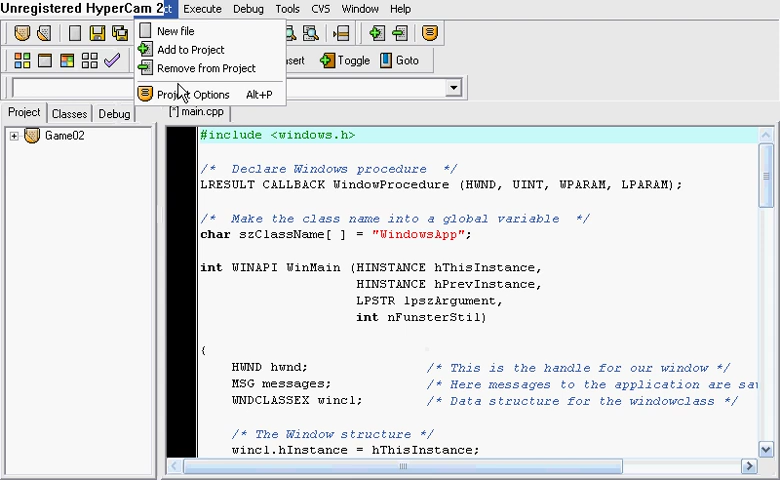 Unregistered HyperCam 2ct Execute Debug Tools CVS Window Help
New file
Add to Project
Remove from Project
Project Options Alt+P
nsert Toggle Goto
Project Classes Debug
[*] main.cpp
Game02
#include <windows.h>
/*  Declare Windows procedure  */
LRESULT CALLBACK WindowProcedure (HWND, UINT, WPARAM, LPARAM);
/*  Make the class name into a global variable  */
char szClassName[ ] = "WindowsApp";
int WINAPI WinMain (HINSTANCE hThisInstance,
HINSTANCE hPrevInstance,
LPSTR lpszArgument,
int nFunsterStil)
{
HWND hwnd;               /* This is the handle for our window */
MSG messages;            /* Here messages to the application are sav
WNDCLASSEX wincl;        /* Data structure for the windowclass */
/* The Window structure */
wincl.hInstance = hThisInstance;